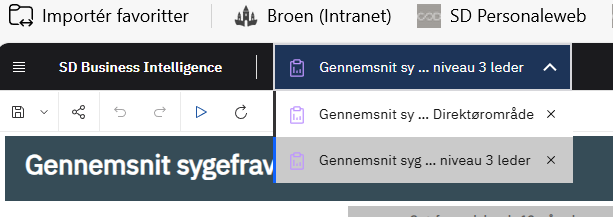 Importér favoritter
Broen (Intranet)
SD Personaleweb
SD Business Intelligence
Gennemsnit sy ... niveau 3 leder
Gennemsnit sy ... Direktørområde
Gennemsnit syg ... niveau 3 leder
Gennemsnit sygefrav